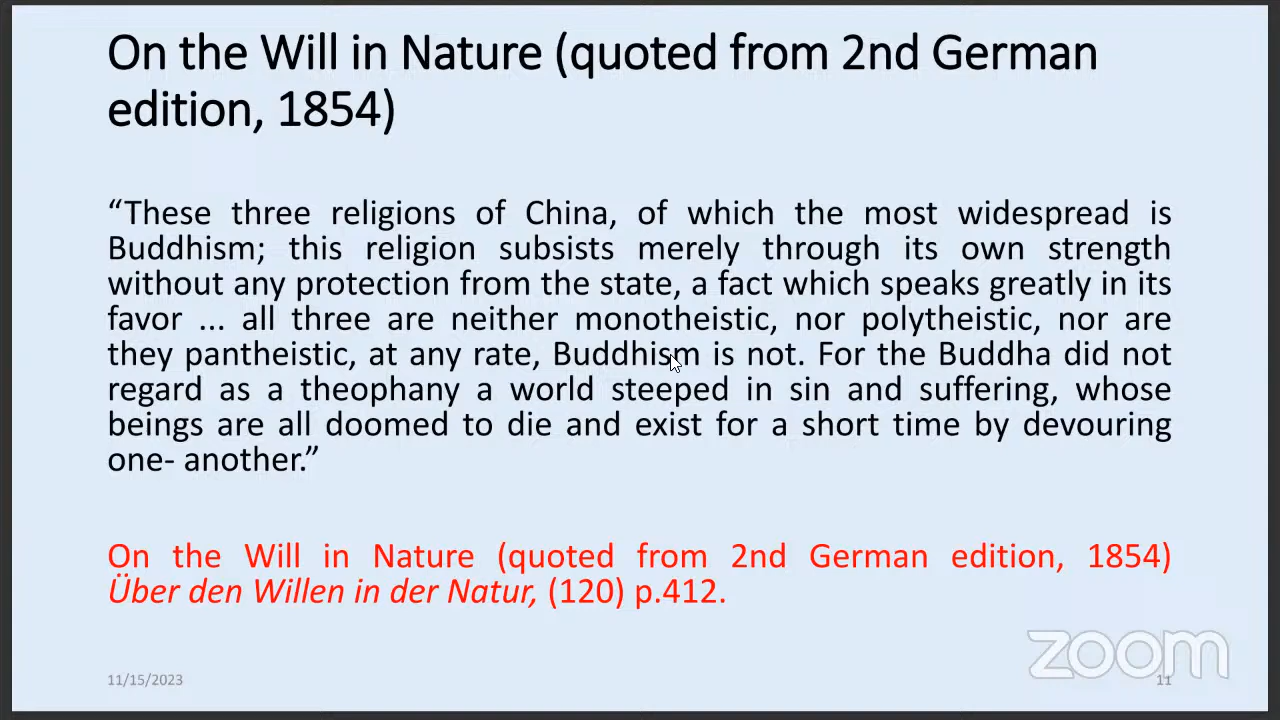 On the Will in Nature (quoted from 2nd German
edition, 1854)
“These three religions of China, of which the most widespread is
Buddhism; this religion subsists merely through its own strength
without any protection from the state, a fact which speaks greatly in its
favor ... all three are neither monotheistic, nor polytheistic, nor are
they pantheistic, at any rate, Buddhism is not. For the Buddha did not
regard as a theophany a world steeped in sin and suffering, whose
beings are all doomed to die and exist for a short time by devouring
one- another.”
On the Will in Nature (quoted from 2nd German edition, 1854)
Über den Willen in der Natur, (120) p.412.
zoom
11/15/2023
11